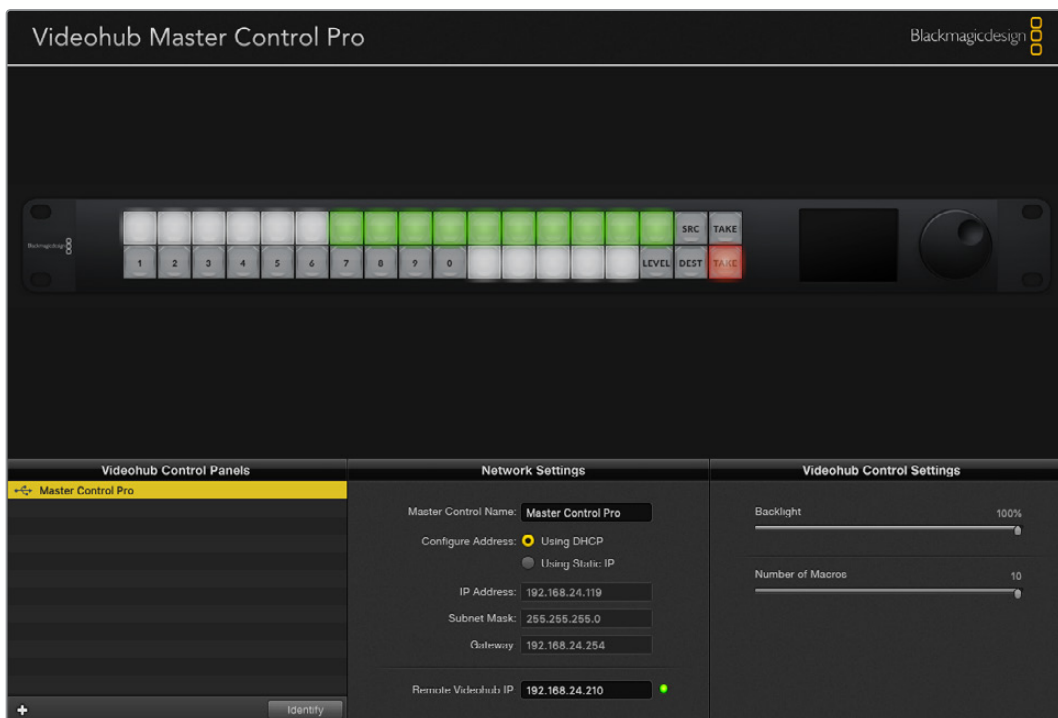 Videohub Master Control Pro
Blackmagicdesign
Blackmagicdesign
SRC TAKE
1 2 3 4 5 6 7 8 9 0 LEVEL DEST TAKE
Videohub Control Panels
Master Control Pro
Identify
Network Settings
Master Control Name: Master Control Pro
Configure Address: Using DHCP
Using Static IP
IP Address: 192.168.24.119
Subnet Mask: 255.255.255.0
Gateway 192.168.24.254
Remote Videohub IP 192.168.24.210
Videohub Control Settings
Backlight 100%
Number of Macros 10